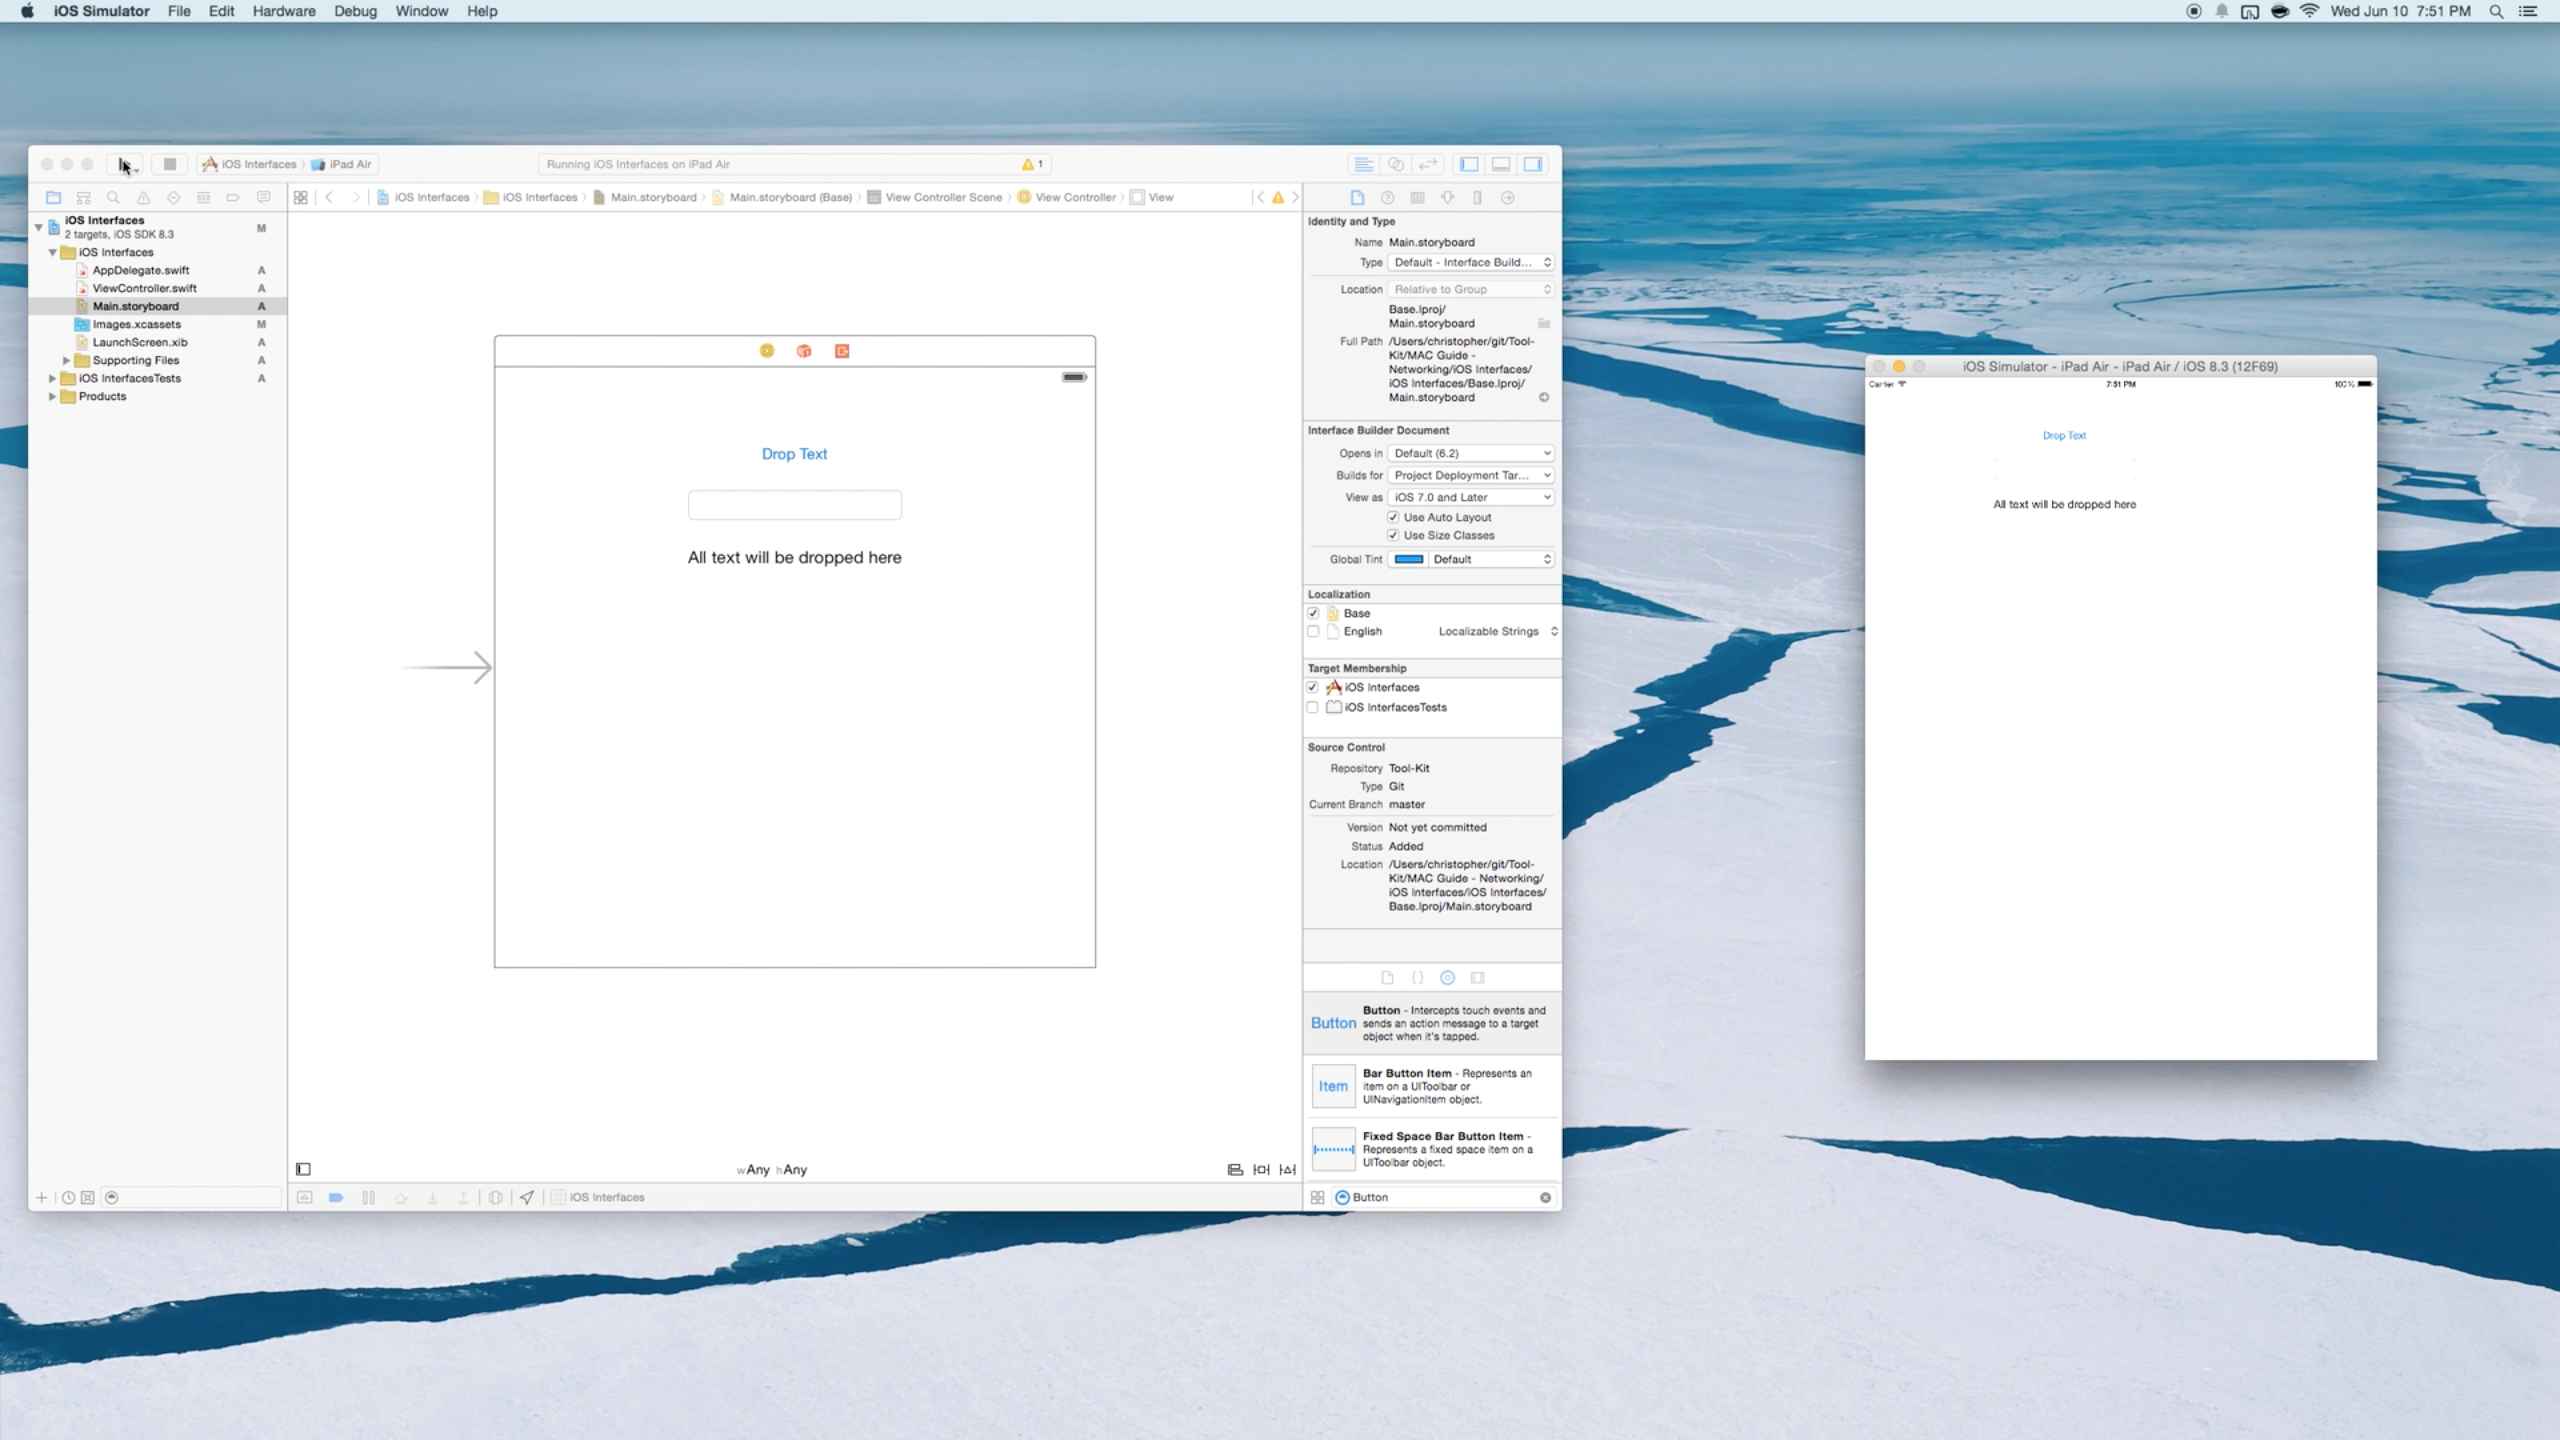 iOS Simulator File Edit Hardware Debug Window Help
Wed Jun 10 7:51 PM
iOS Interfaces iPad Air
Running iOS Interfaces on iPad Air
1
iOS Interfaces iOS Interfaces Main.storyboard Main.storyboard (Base) View Controller Scene View Controller View
iOS Interfaces
2 targets, iOS SDK 8.3
M
iOS Interfaces
AppDelegate.swift A
ViewController.swift A
Main.storyboard A
Images.xcassets M
LaunchScreen.xib A
Supporting Files A
iOS InterfacesTests A
Products
Drop Text
All text will be dropped here
wAny hAny
iOS Interfaces
Identity and Type
Name Main.storyboard
Type Default - Interface Build...
Location Relative to Group
Base.lproj/
Main.storyboard
Full Path /Users/christopher/git/Tool-
Kit/MAC Guide -
Networking/iOS Interfaces/
iOS Interfaces/Base.lproj/
Main.storyboard
Interface Builder Document
Opens in Default (6.2)
Builds for Project Deployment Tar...
View as iOS 7.0 and Later
Use Auto Layout
Use Size Classes
Global Tint Default
Localization
Base
English Localizable Strings
Target Membership
iOS Interfaces
iOS InterfacesTests
Source Control
Repository Tool-Kit
Type Git
Current Branch master
Version Not yet committed
Status Added
Location /Users/christopher/git/Tool-
Kit/MAC Guide - Networking/
iOS Interfaces/iOS Interfaces/
Base.lproj/Main.storyboard
{ }
Button
Button - Intercepts touch events and
sends an action message to a target
object when it's tapped.
Item
Bar Button Item - Represents an
item on a UIToolbar or
UINavigationItem object.
Fixed Space Bar Button Item -
Represents a fixed space item on a
UIToolbar object.
Button
iOS Simulator - iPad Air - iPad Air / iOS 8.3 (12F69)
Carrier 7:51 PM 100%
Drop Text
All text will be dropped here